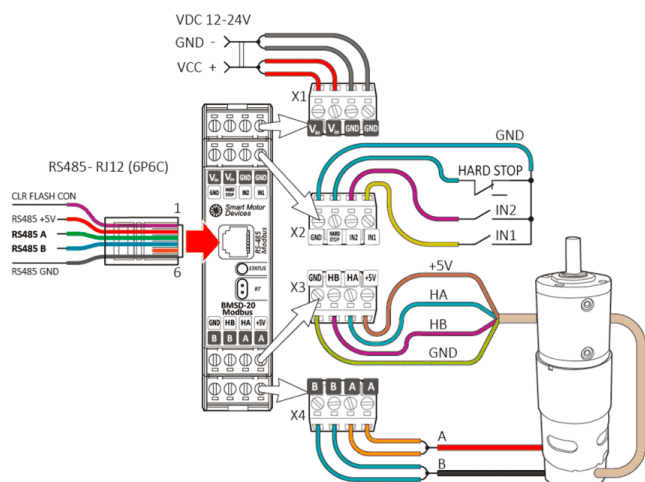 VDC 12-24V
GND -
VCC +
X1
Vin Vin GND GND
RS485- RJ12 (6P6C)
CLR FLASH CON
RS485 +5V
RS485 A
RS485 B
RS485 GND
1
6
Vin Vin GND GND
GND HARD STOP IN2 IN1
Smart Motor
Devices
RS-485
Modbus
STATUS
RT
BMSD-20
Modbus
GND HB HA +5V
B B A A
GND
HARD STOP
IN2
IN1
X2
GND HARD STOP IN2 IN1
X3
GND HB HA +5V
+5V
HA
HB
GND
X4
B B A A
A
B